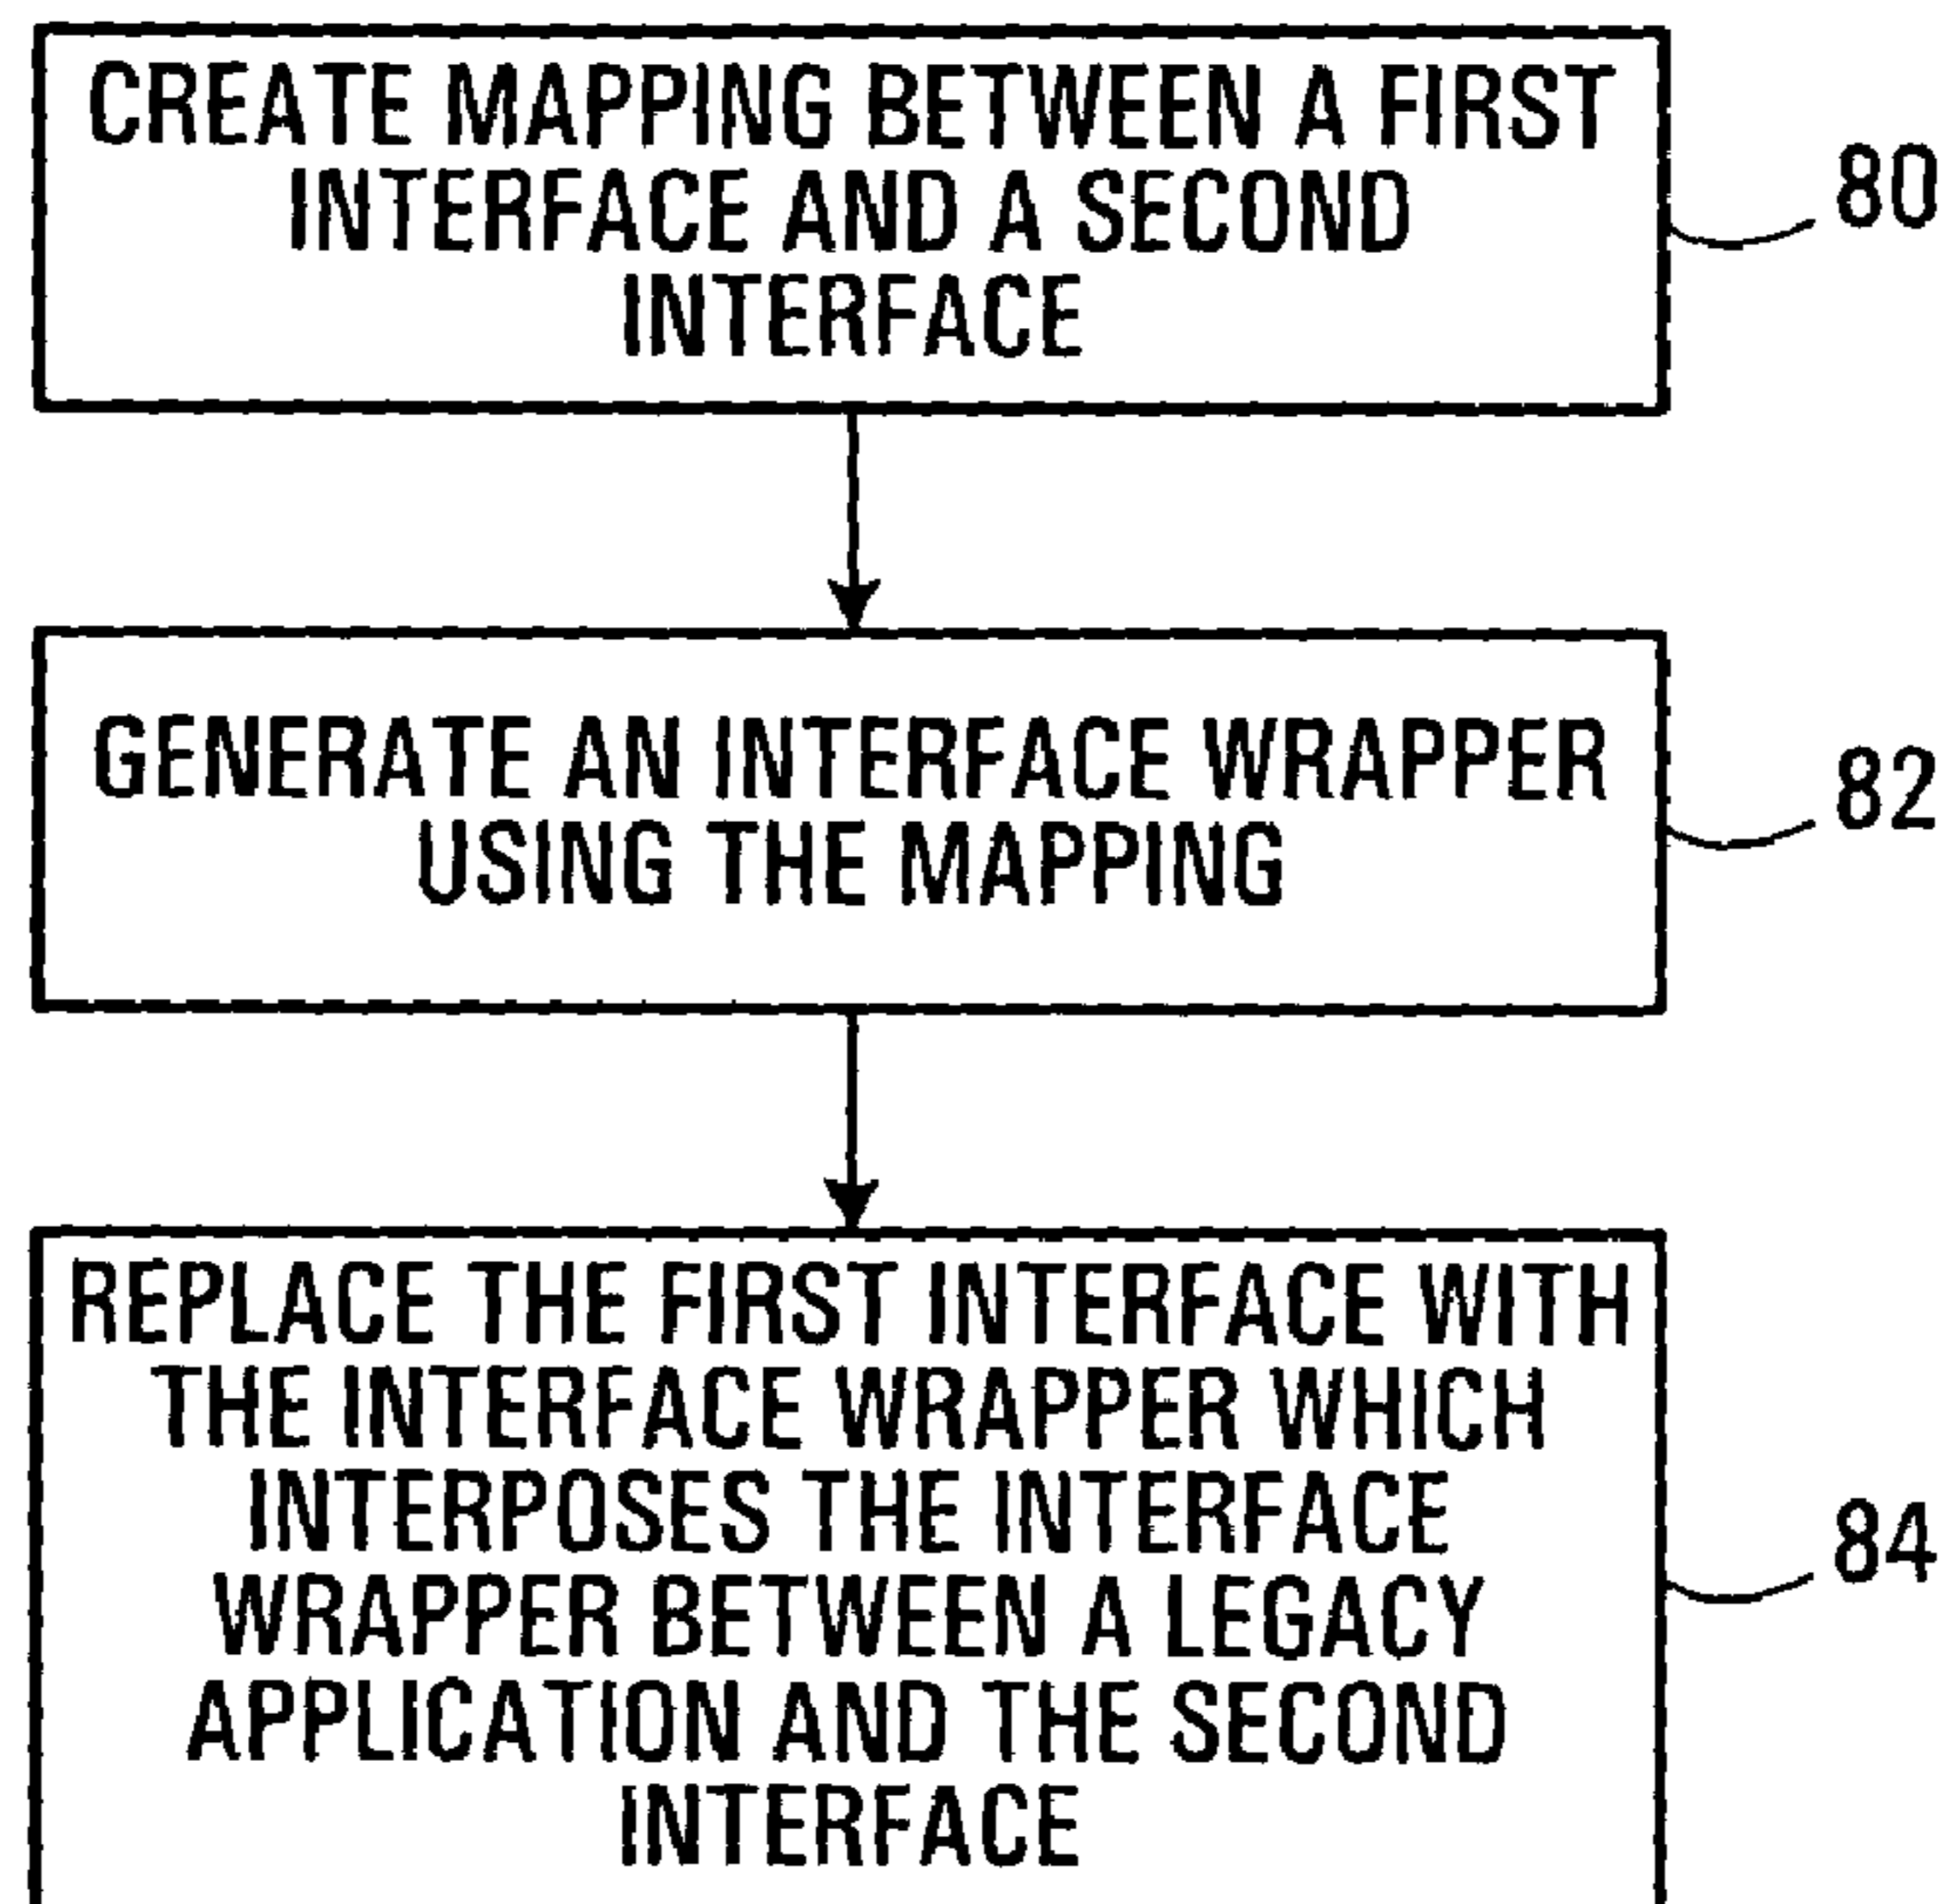 CREATE MAPPING BETWEEN A FIRST
INTERFACE AND A SECOND
INTERFACE
80
GENERATE AN INTERFACE WRAPPER
USING THE MAPPING
82
REPLACE THE FIRST INTERFACE WITH
THE INTERFACE WRAPPER WHICH
INTERPOSES THE INTERFACE
WRAPPER BETWEEN A LEGACY
APPLICATION AND THE SECOND
INTERFACE
84